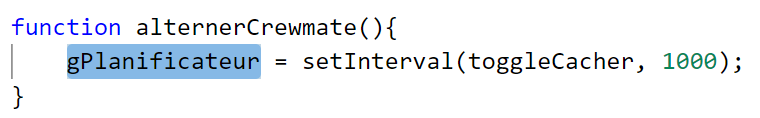 function alternerCrewmate(){
    gPlanificateur = setInterval(toggleCacher, 1000);
}